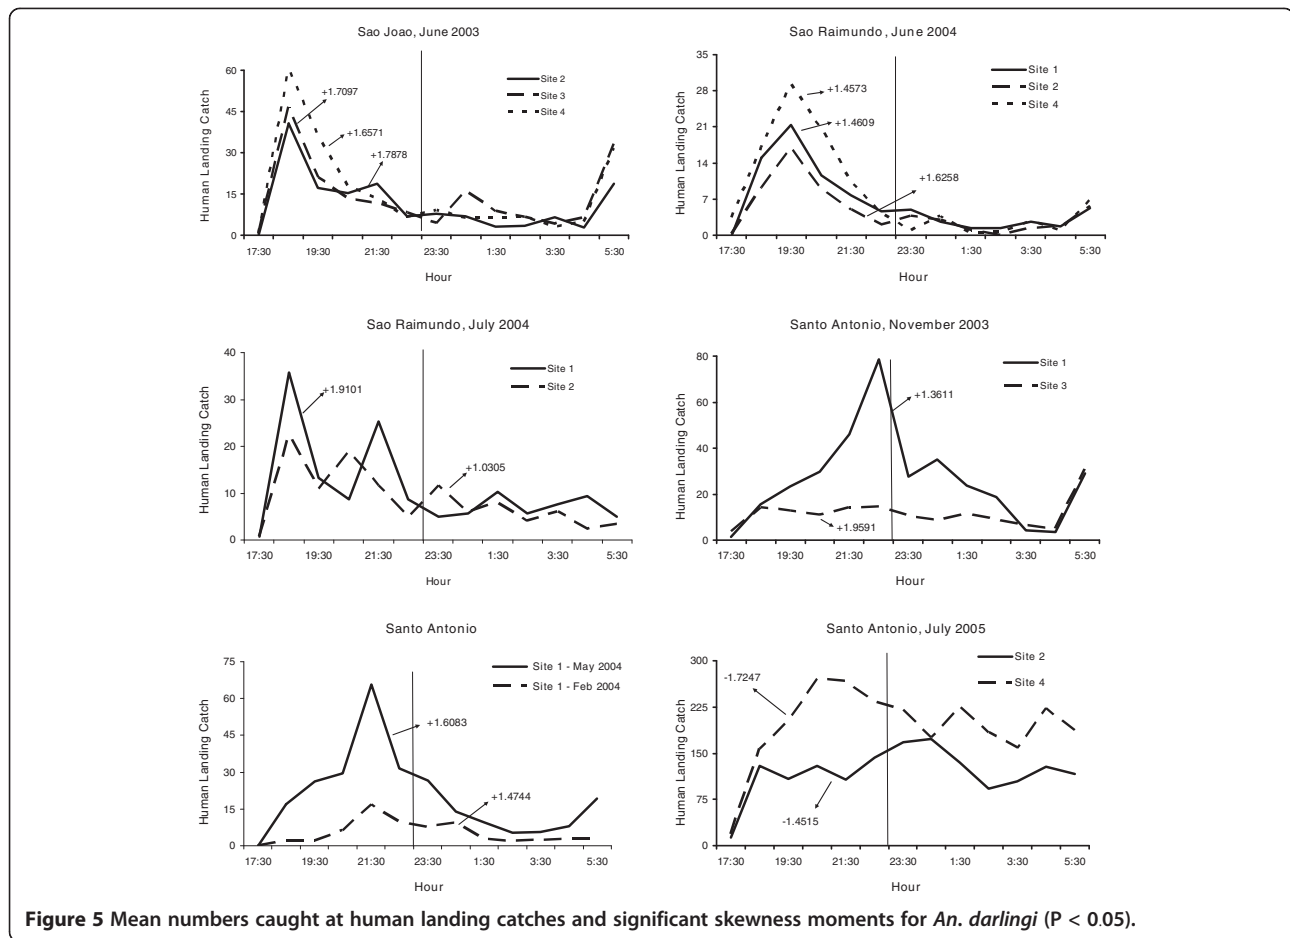 Sao Joao, June 2003
Human Landing Catch
60
45
30
15
0
+1.7097
+1.6571
+1.7878
Site 2
Site 3
Site 4
17:30 19:30 21:30 23:30 1:30 3:30 5:30
Hour
Sao Raimundo, June 2004
Human Landing Catch
35
28
21
14
7
0
+1.4573
+1.4609
+1.6258
Site 1
Site 2
Site 4
17:30 19:30 21:30 23:30 1:30 3:30 5:30
Hour
Sao Raimundo, July 2004
Human Landing Catch
40
30
20
10
0
+1.9101
+1.0305
Site 1
Site 2
17:30 19:30 21:30 23:30 1:30 3:30 5:30
Hour
Santo Antonio, November 2003
Human Landing Catch
80
60
40
20
0
+1.3611
+1.9591
Site 1
Site 3
17:30 19:30 21:30 23:30 1:30 3:30 5:30
Hour
Santo Antonio
Human Landing Catch
75
60
45
30
15
0
+1.6083
+1.4744
Site 1 - May 2004
Site 1 - Feb 2004
17:30 19:30 21:30 23:30 1:30 3:30 5:30
Hour
Santo Antonio, July 2005
Human Landing Catch
300
225
150
75
0
-1.7247
-1.4515
Site 2
Site 4
17:30 19:30 21:30 23:30 1:30 3:30 5:30
Hour
Figure 5 Mean numbers caught at human landing catches and significant skewness moments for An. darlingi (P < 0.05).